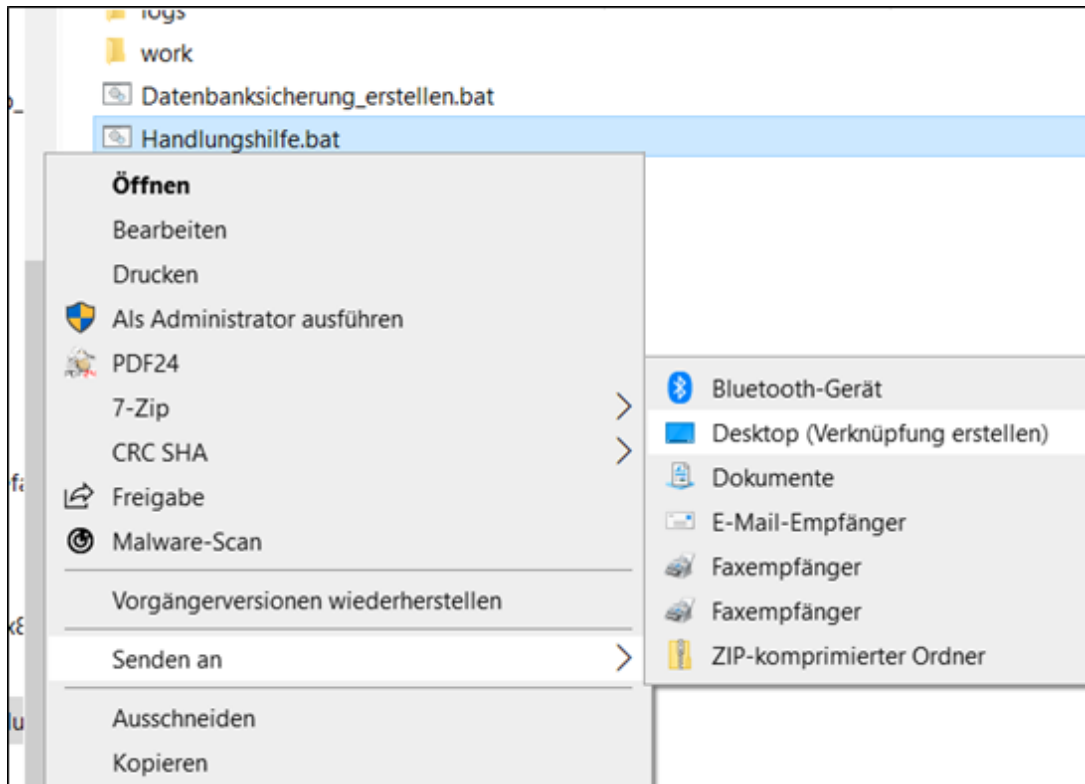 logs
work
Datenbanksicherung_erstellen.bat
Handlungshilfe.bat
Öffnen
Bearbeiten
Drucken
Als Administrator ausführen
PDF24
7-Zip
CRC SHA
Freigabe
Malware-Scan
Vorgängerversionen wiederherstellen
Senden an
Ausschneiden
Kopieren
Bluetooth-Gerät
Desktop (Verknüpfung erstellen)
Dokumente
E-Mail-Empfänger
Faxempfänger
Faxempfänger
ZIP-komprimierter Ordner